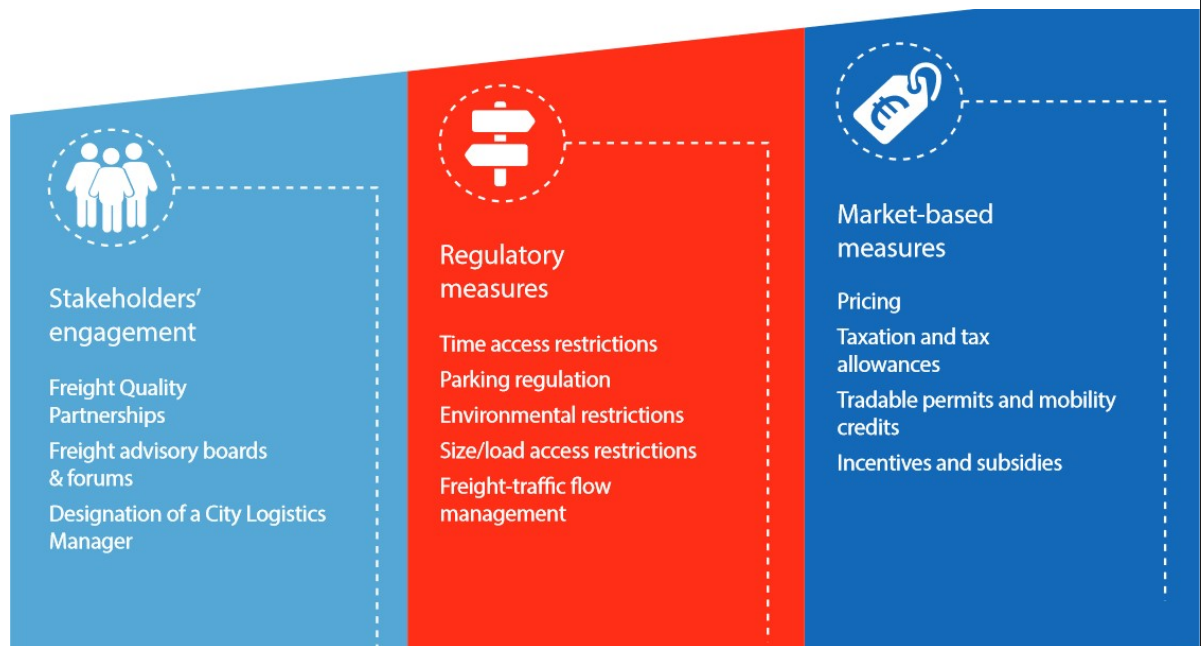 Stakeholders’
engagement
Freight Quality
Partnerships
Freight advisory boards
& forums
Designation of a City Logistics
Manager
Regulatory
measures
Time access restrictions
Parking regulation
Environmental restrictions
Size/load access restrictions
Freight-traffic flow
management
€
Market-based
measures
Pricing
Taxation and tax
allowances
Tradable permits and mobility
credits
Incentives and subsidies